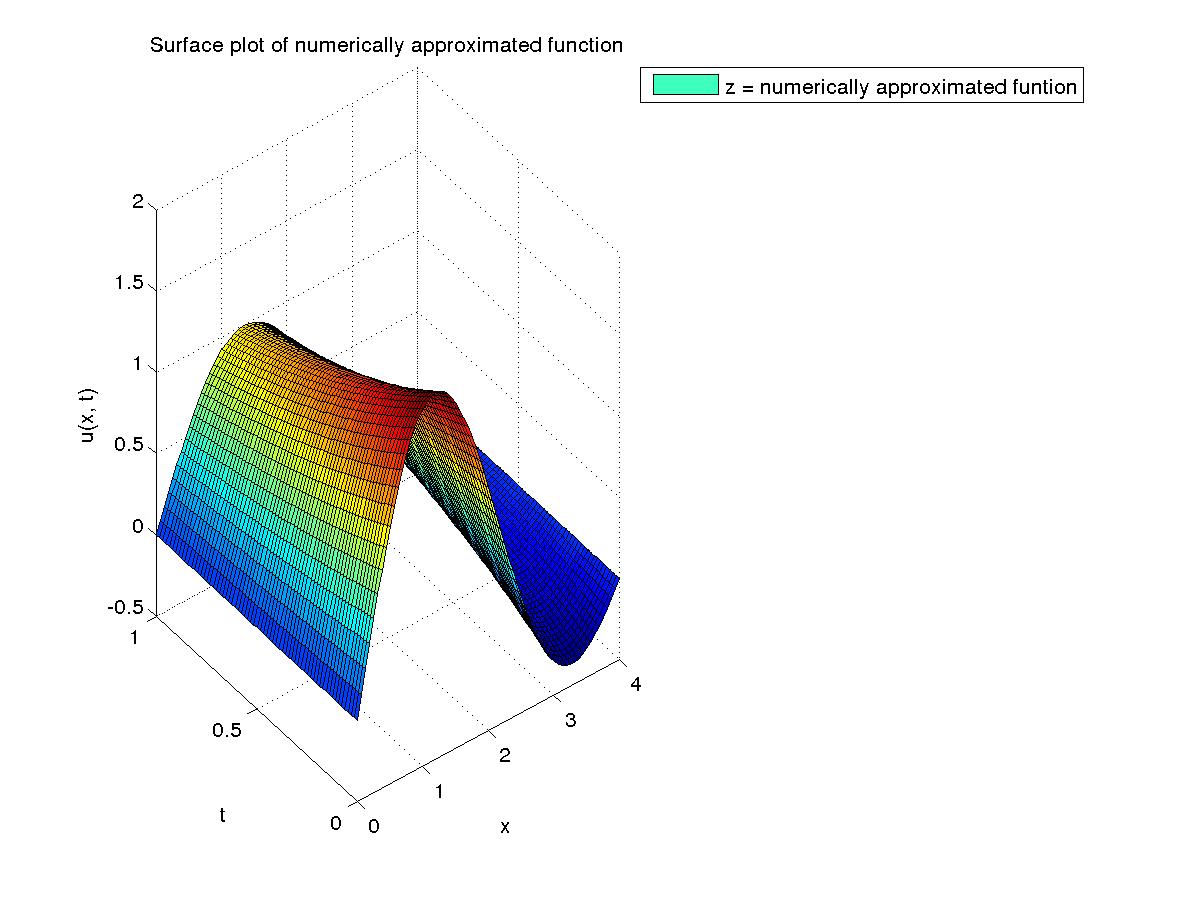 Surface plot of numerically approximated function
z = numerically approximated funtion
2
1.5
1
0.5
0
-0.5
u(x, t)
1
0.5
0
t
0
1
2
3
4
x